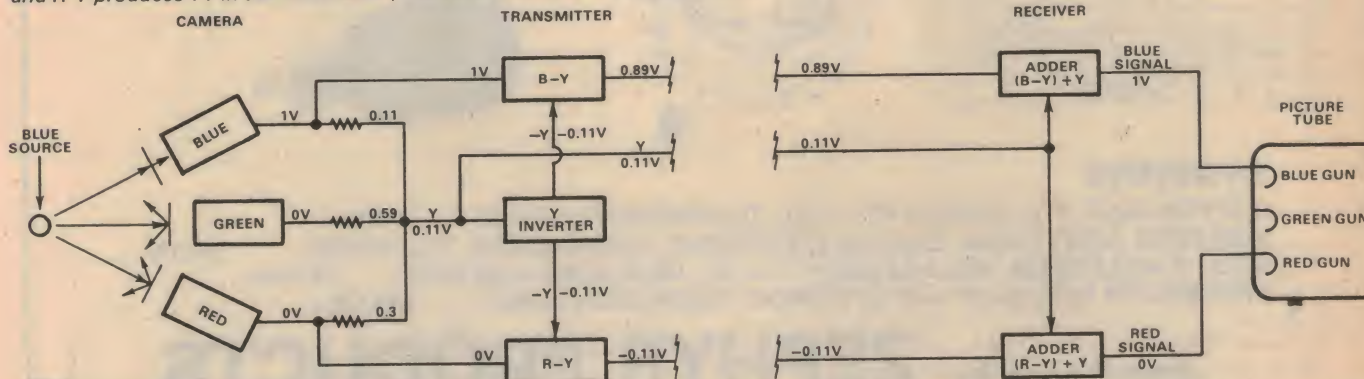 and R-Y produces
CAMERA
TRANSMITTER
RECEIVER
BLUE
SOURCE
BLUE
1V
0.11
GREEN
0V
0.59
RED
0V
0.3
Y
0.11V
1V
B-Y
0.89V
-Y
-0.11V
Y
0.11V
Y
INVERTER
-Y
-0.11V
0V
R-Y
-0.11V
0.89V
0.11V
-0.11V
ADDER
(B-Y) + Y
BLUE
SIGNAL
1V
ADDER
(R-Y) + Y
RED
SIGNAL
0V
PICTURE
TUBE
BLUE GUN
GREEN GUN
RED GUN